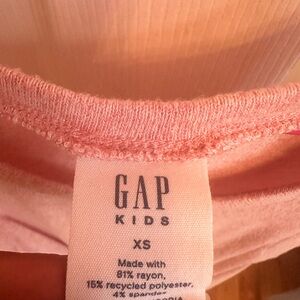 GAP
KIDS
XS
Made with
81% rayon,
15% recycled polyester,
4% spandex